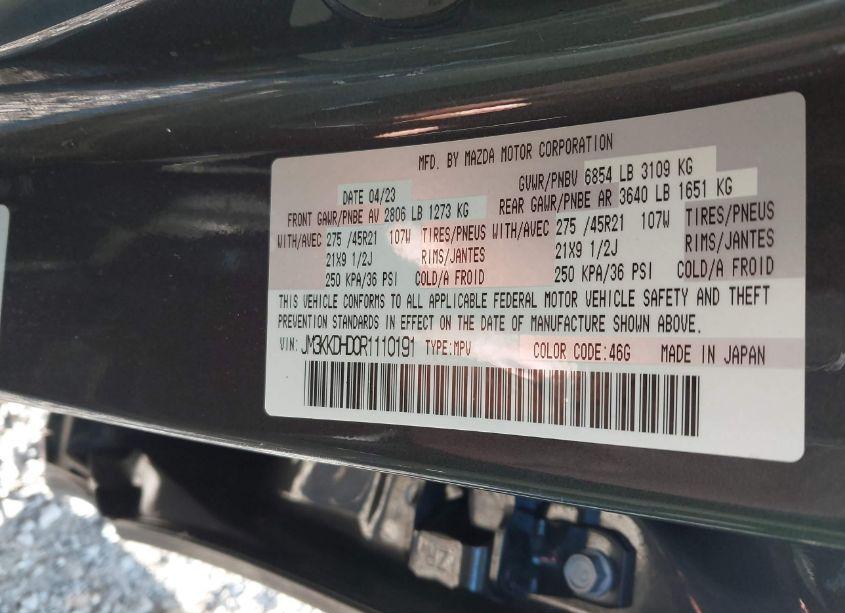 MFD. BY MAZDA MOTOR CORPORATION
DATE 04/23 GVWR/PNBV 6854 LB 3109 KG
FRONT GAWR/PNBE AV 2806 LB 1273 KG REAR GAWR/PNBE AR 3640 LB 1651 KG
WITH/AVEC 275 /45R21 107W TIRES/PNEUS WITH/AVEC 275 /45R21 107W TIRES/PNEUS
21X9 1/2J RIMS/JANTES 21X9 1/2J RIMS/JANTES
250 KPA/36 PSI COLD/A FROID 250 KPA/36 PSI COLD/A FROID
THIS VEHICLE CONFORMS TO ALL APPLICABLE FEDERAL MOTOR VEHICLE SAFETY AND THEFT
PREVENTION STANDARDS IN EFFECT ON THE DATE OF MANUFACTURE SHOWN ABOVE.
VIN: JM3KKDHD0R1110191 TYPE:MPV COLOR CODE:46G MADE IN JAPAN